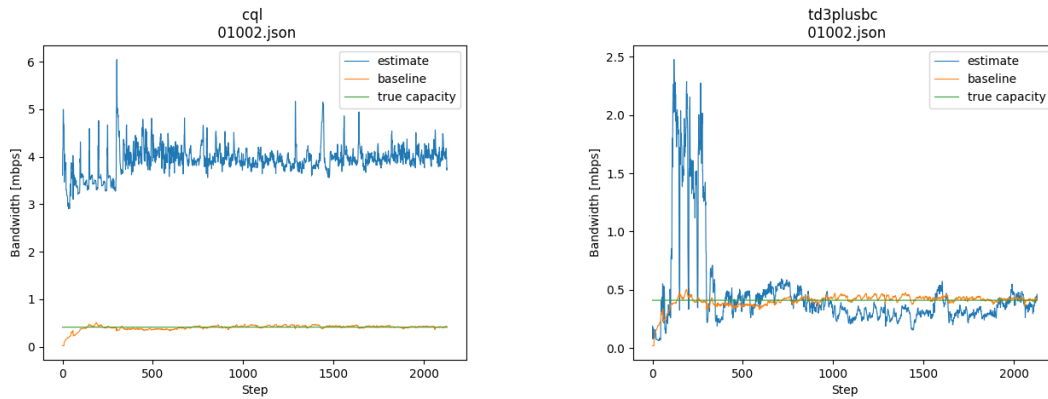 cql
01002.json
6
5
4
3
2
1
0
Bandwidth [mbps]
estimate
baseline
true capacity
0
500
1000
1500
2000
Step
td3plusbc
01002.json
2.5
2.0
1.5
1.0
0.5
0.0
Bandwidth [mbps]
estimate
baseline
true capacity
0
500
1000
1500
2000
Step